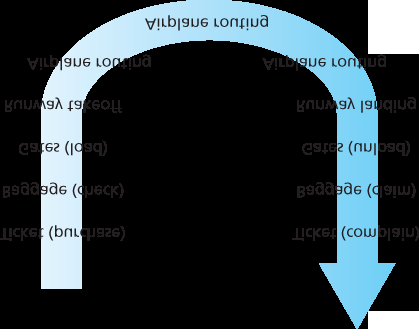 Airplane routing
Airplane routing Airplane routing
Runway takeoff Runway landing
Gates (load) Gates (unload)
Baggage (check) Baggage (claim)
Ticket (purchase) Ticket (complain)